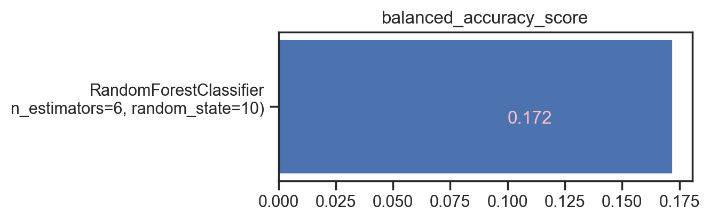 balanced_accuracy_score
RandomForestClassifier
n_estimators=6, random_state=10)
0.172
0.000 0.025 0.050 0.075 0.100 0.125 0.150 0.175